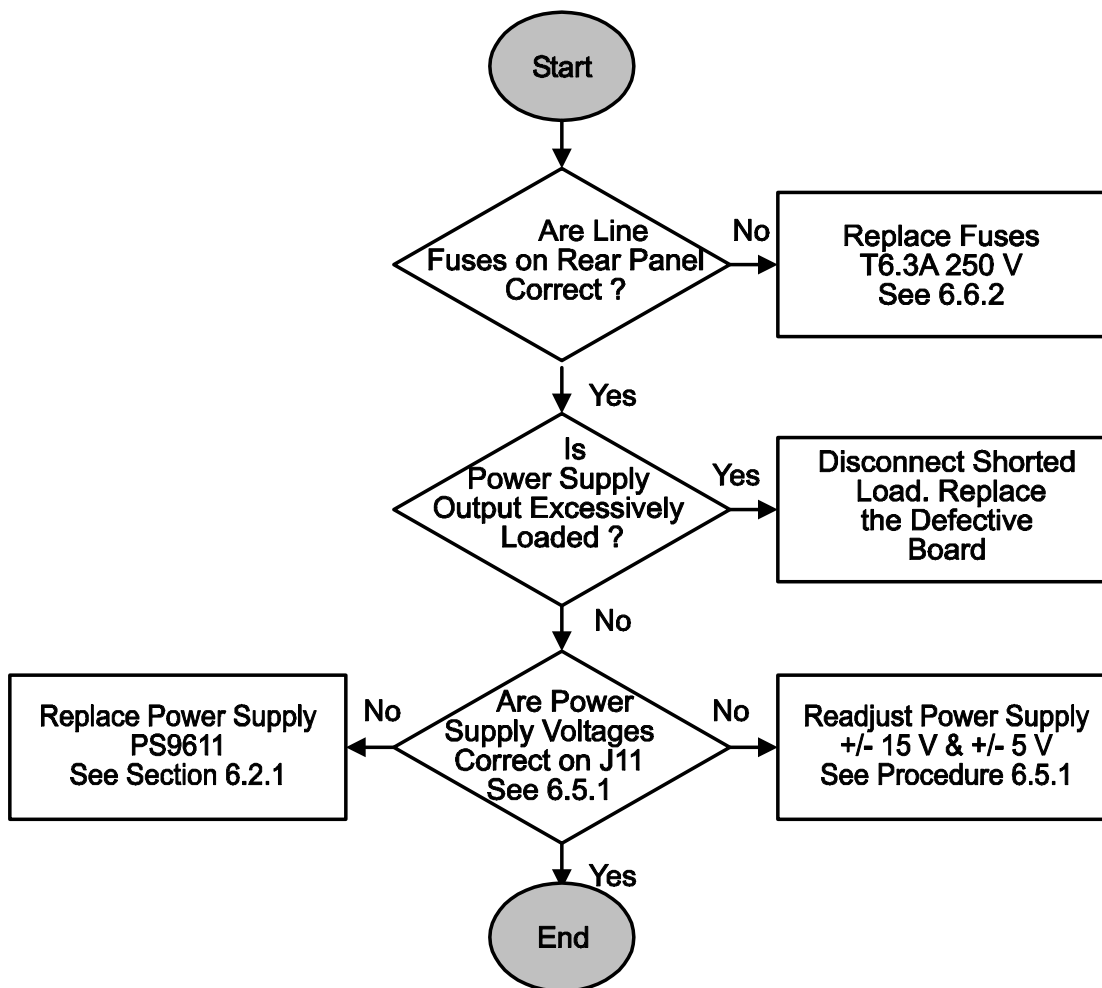 Start
Are Line
Fuses on Rear Panel
Correct ?
No
Replace Fuses
T6.3A 250 V
See 6.6.2
Yes
Is
Power Supply
Output Excessively
Loaded ?
Yes
Disconnect Shorted
Load. Replace
the Defective
Board
No
Replace Power Supply
PS9611
See Section 6.2.1
No
Are Power
Supply Voltages
Correct on J11
See 6.5.1
No
Readjust Power Supply
+/- 15 V & +/- 5 V
See Procedure 6.5.1
Yes
End